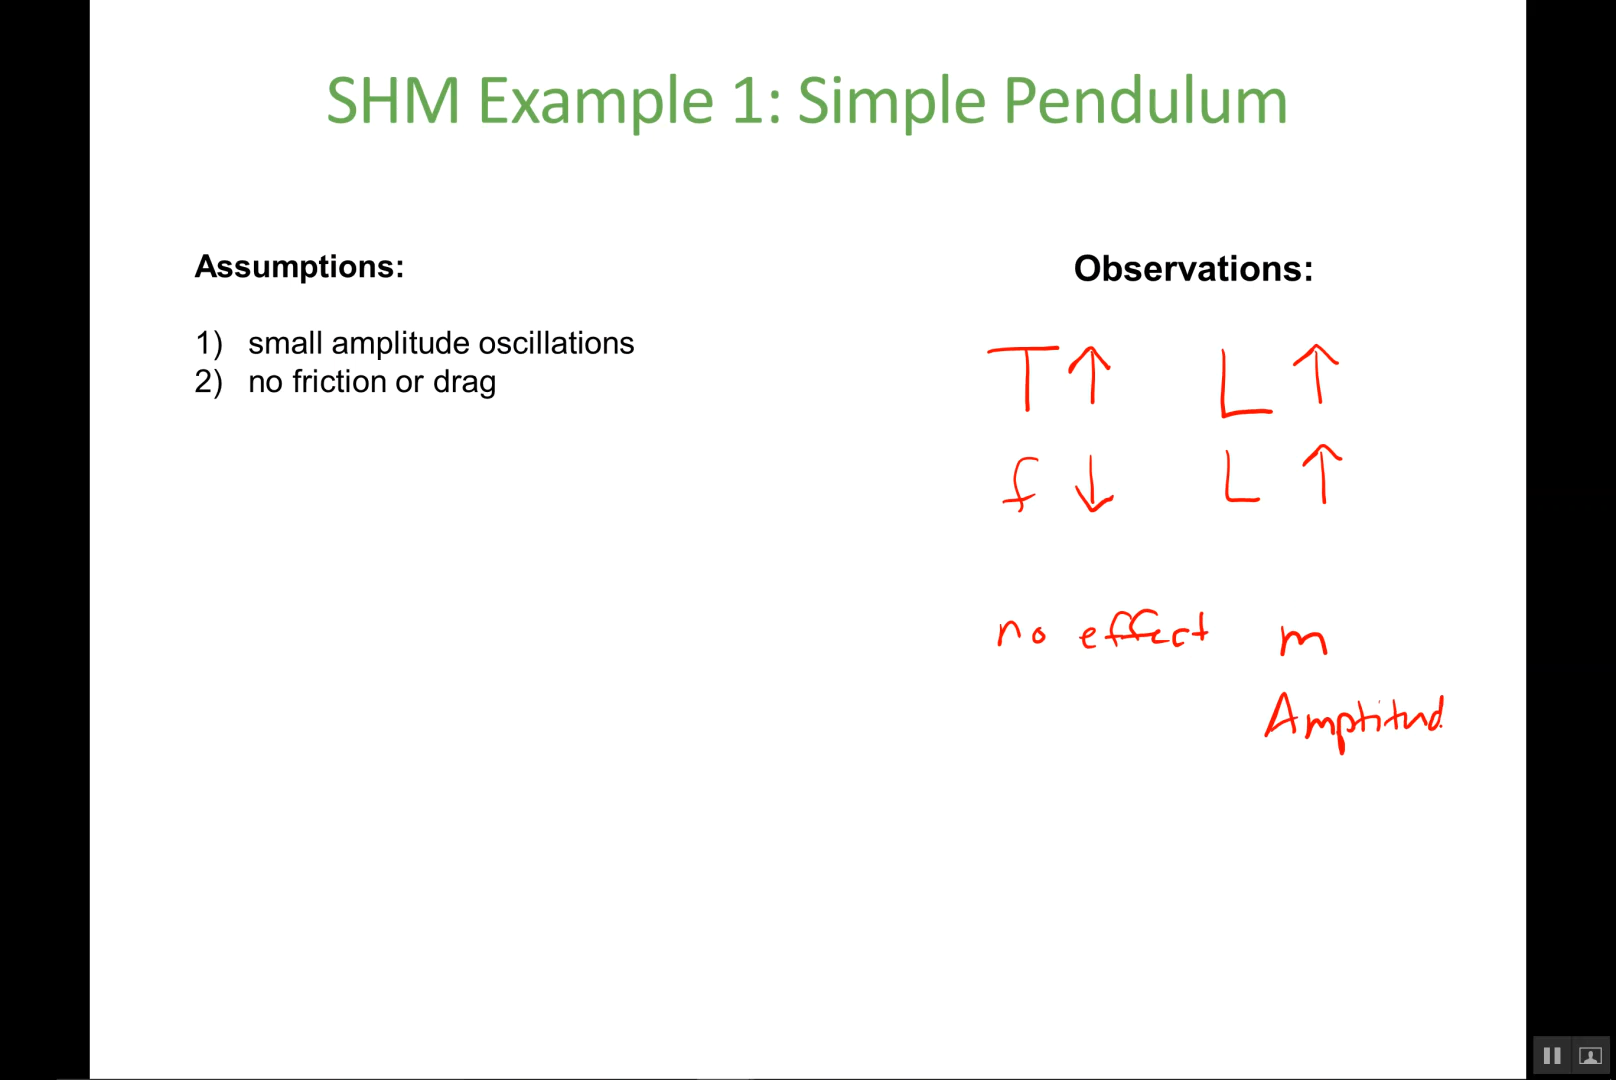 SHM Example 1: Simple Pendulum
Assumptions:
1) small amplitude oscillations
2) no friction or drag
Observations:
T↑ L↑
f↓ L↑
no effect m
Amptitud